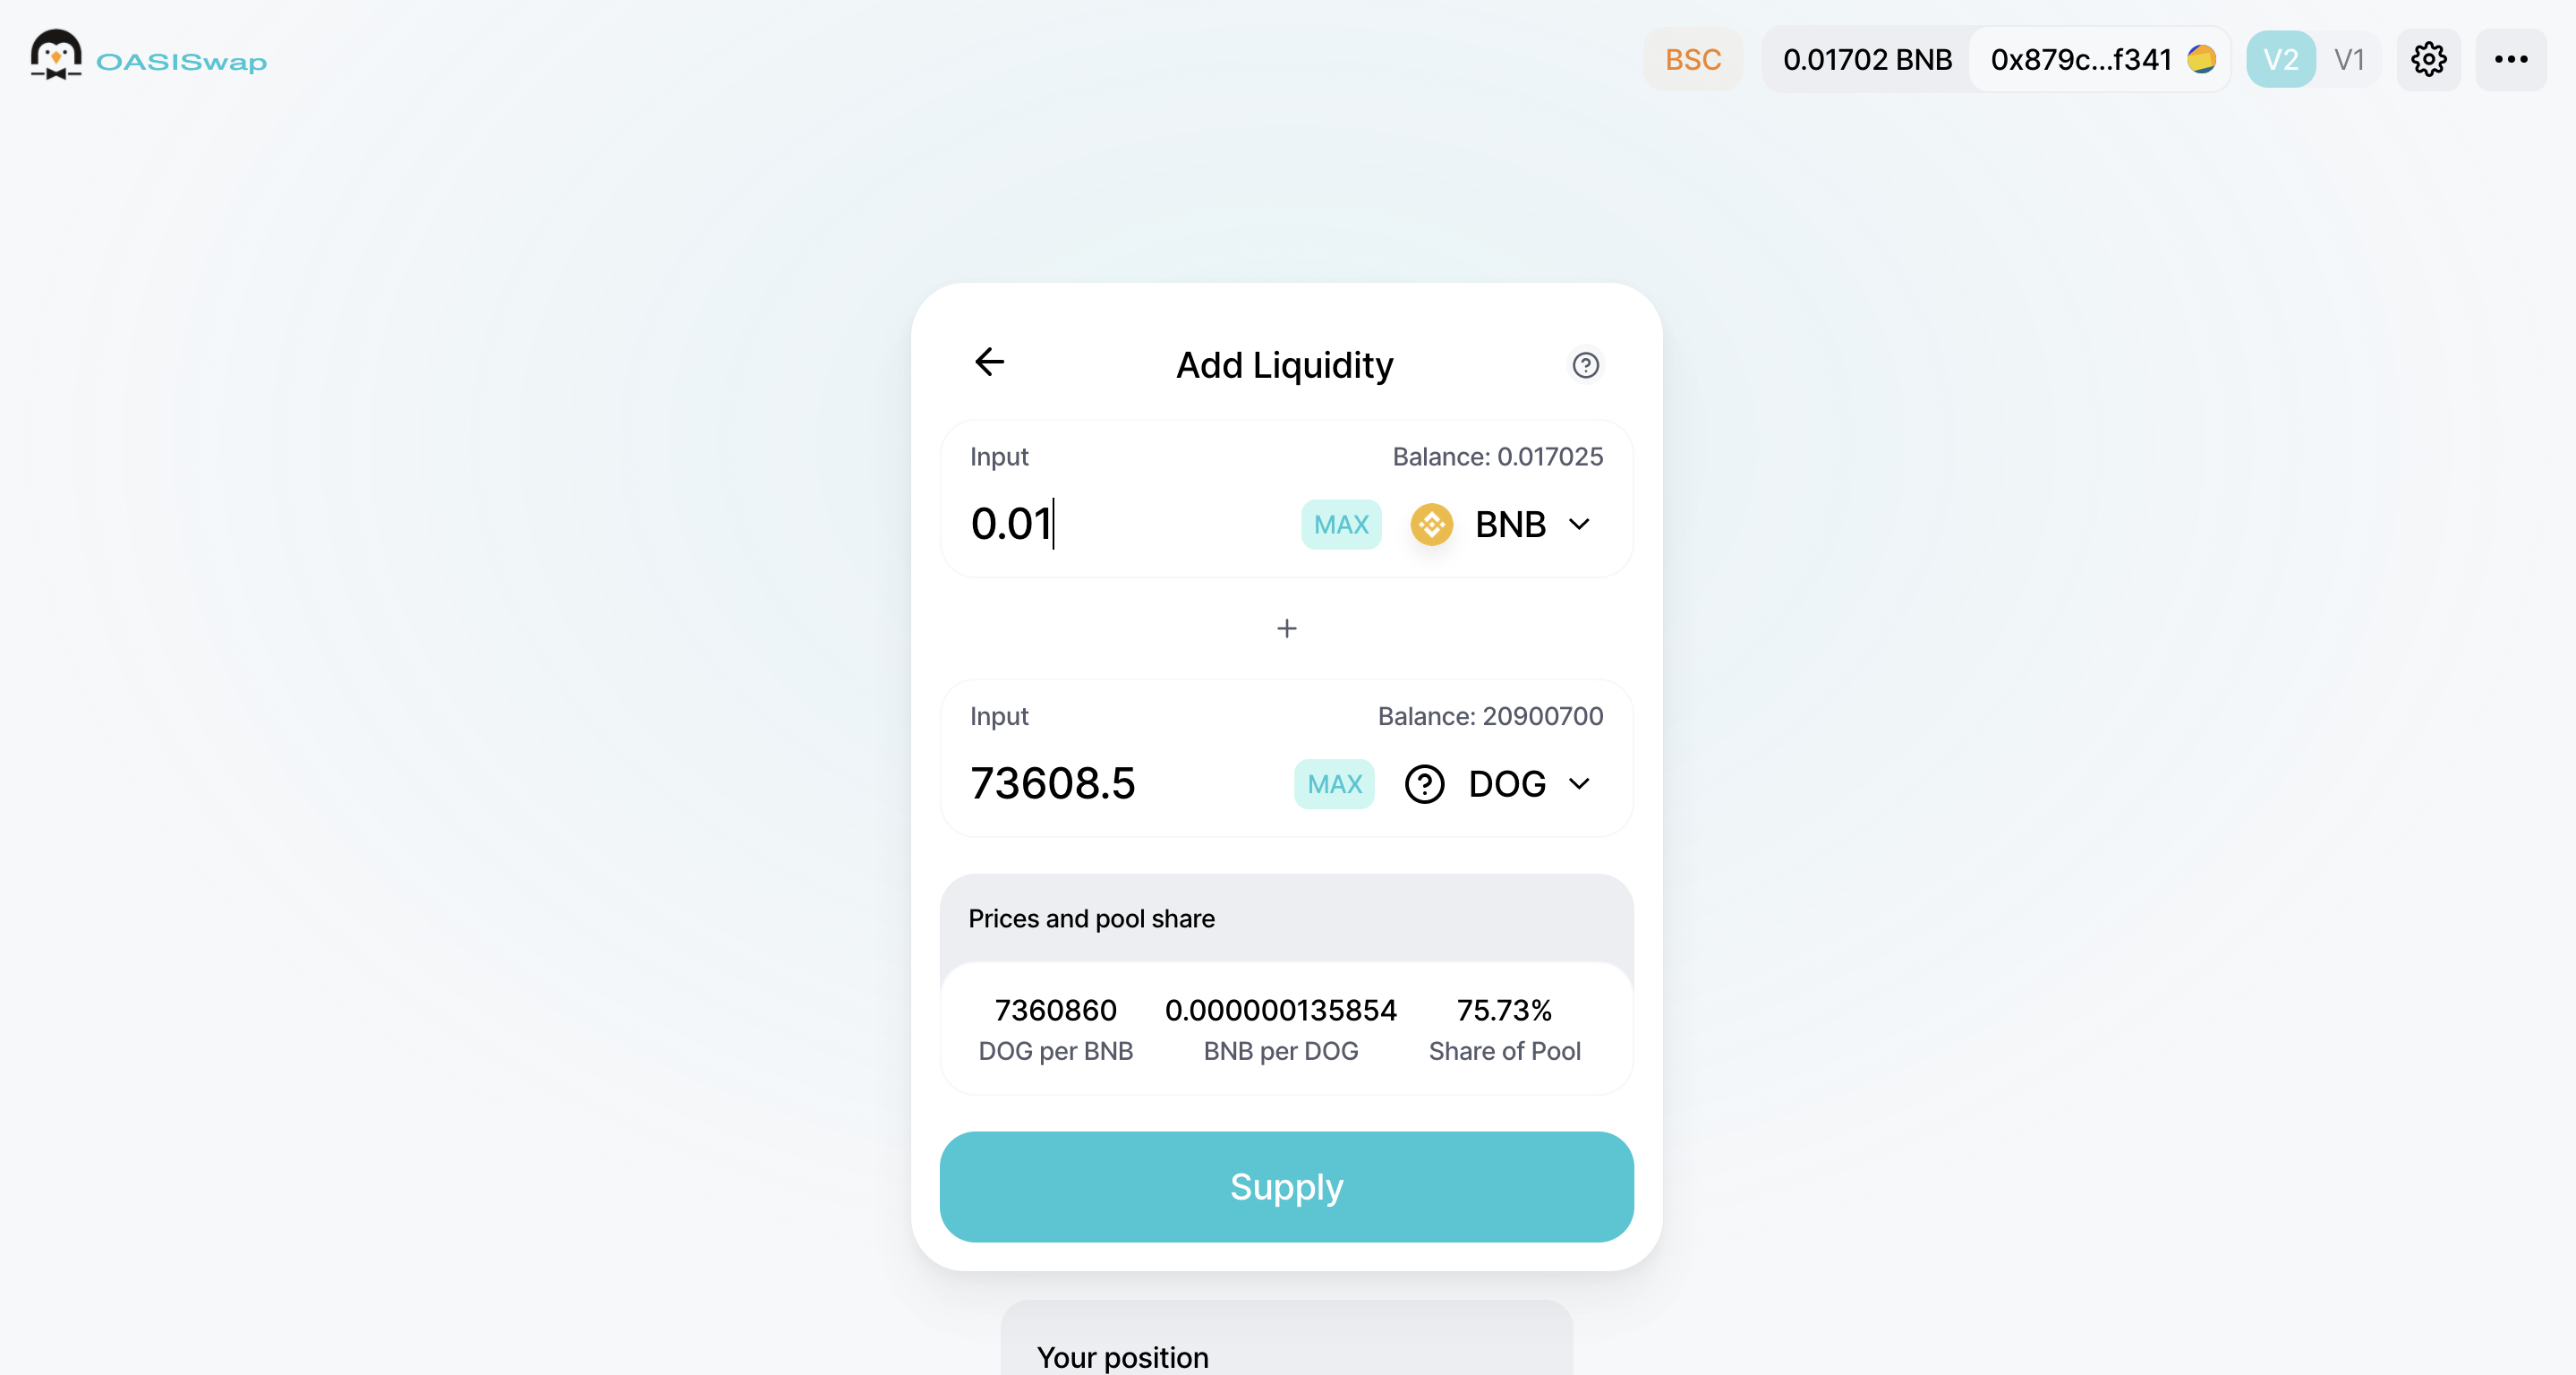 OASISwap
BSC
0.01702 BNB
0x879c...f341
V2
V1
Add Liquidity
Input
Balance: 0.017025
0.01
MAX
BNB
+
Input
Balance: 20900700
73608.5
MAX
DOG
Prices and pool share
7360860
0.000000135854
75.73%
DOG per BNB
BNB per DOG
Share of Pool
Supply
Your position